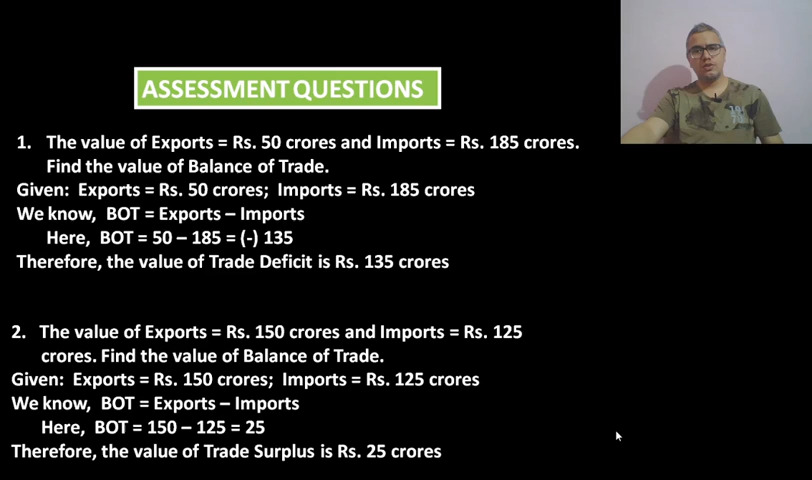 ASSESSMENT QUESTIONS
1. The value of Exports = Rs. 50 crores and Imports = Rs. 185 crores.
Find the value of Balance of Trade.
Given: Exports = Rs. 50 crores; Imports = Rs. 185 crores
We know, BOT = Exports – Imports
Here, BOT = 50 – 185 = (-) 135
Therefore, the value of Trade Deficit is Rs. 135 crores
2. The value of Exports = Rs. 150 crores and Imports = Rs. 125
crores. Find the value of Balance of Trade.
Given: Exports = Rs. 150 crores; Imports = Rs. 125 crores
We know, BOT = Exports – Imports
Here, BOT = 150 – 125 = 25
Therefore, the value of Trade Surplus is Rs. 25 crores